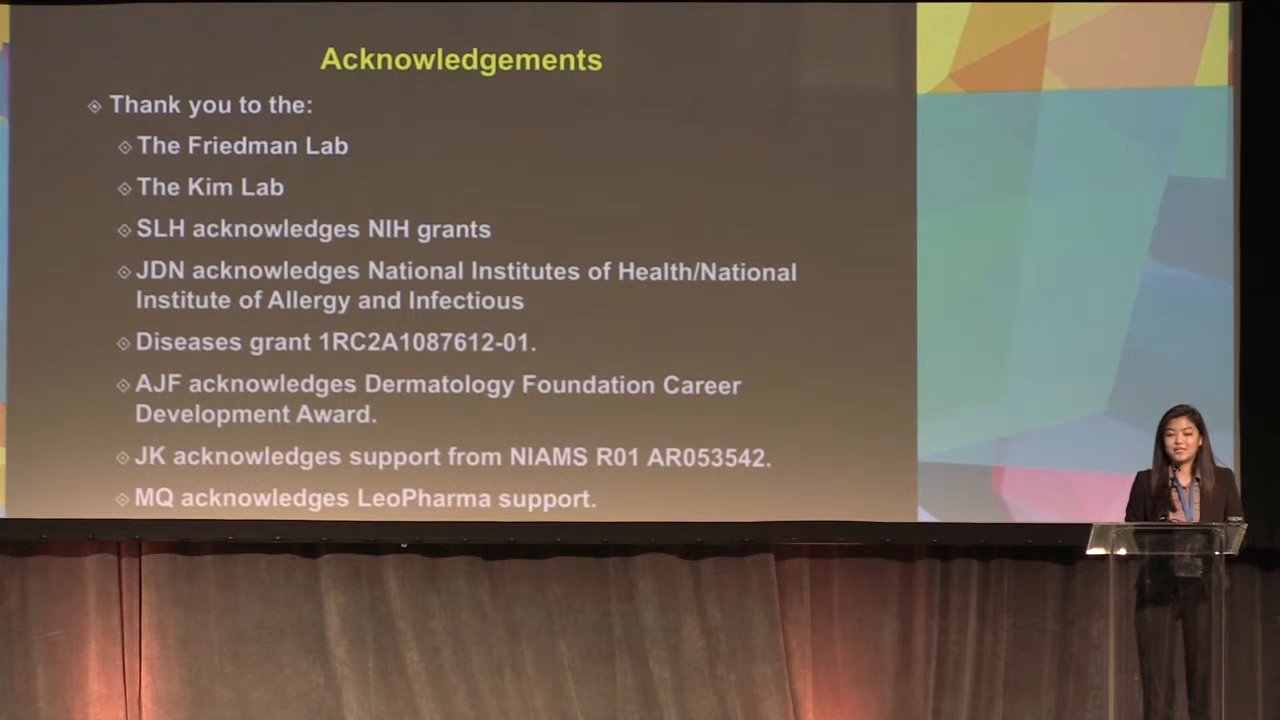 Acknowledgements
Thank you to the:
The Friedman Lab
The Kim Lab
SLH acknowledges NIH grants
JDN acknowledges National Institutes of Health/National
Institute of Allergy and Infectious
Diseases grant 1RC2A1087612-01.
AJF acknowledges Dermatology Foundation Career
Development Award.
JK acknowledges support from NIAMS R01 AR053542.
MQ acknowledges LeoPharma support.